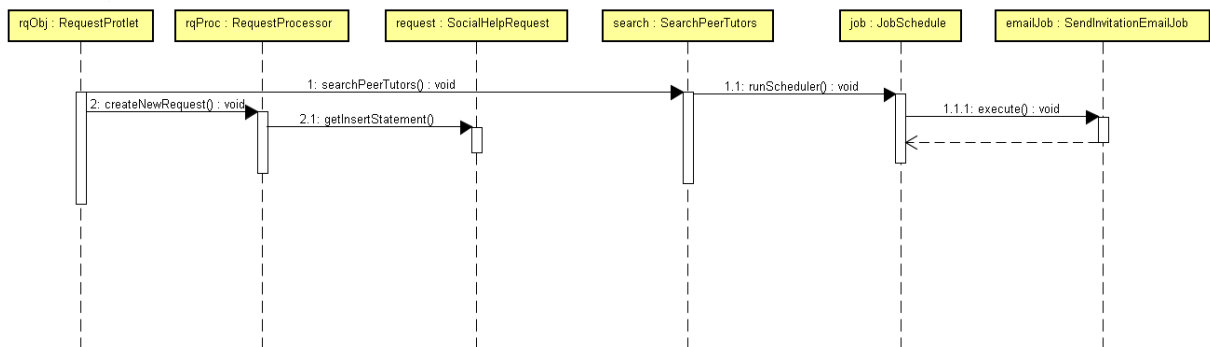 rqObj : RequestProtlet
rqProc : RequestProcessor
request : SocialHelpRequest
search : SearchPeerTutors
job : JobSchedule
emailJob : SendInvitationEmailJob
1: searchPeerTutors() : void
1.1: runScheduler() : void
2: createNewRequest() : void
1.1.1: execute() : void
2.1: getInsertStatement()